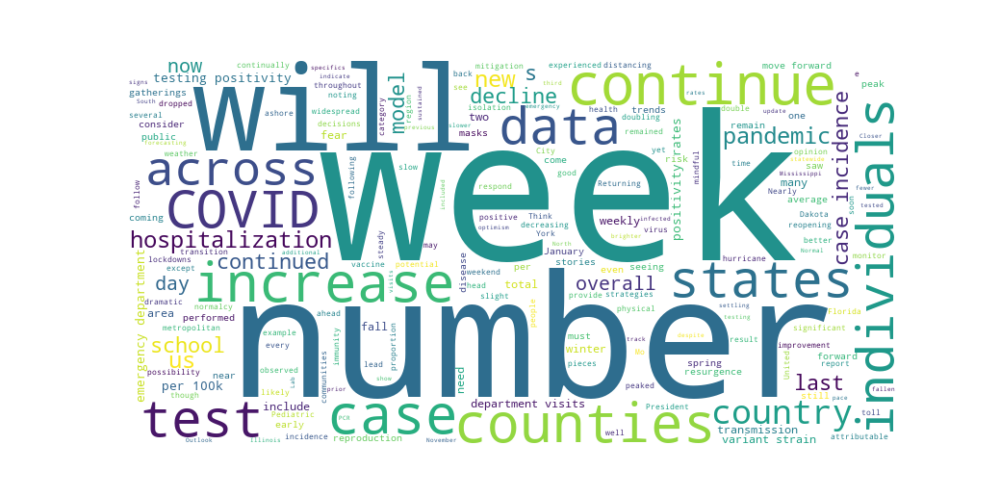 signs
continually
specifics
back
mitigation
experienced
distancing
move forward
e
now
s
third
testing positivity
indicate
will
model
new
continue
see
peak
South
dropped
throughout
gatherings
noting
category
region
decline
isolation
emergency
rates
double
update
several
widespread
ashore
sustained
previous
slower
two
health
trends
one
consider
decisions
fear
data
doubling
remain
pandemic
public
masks
remained
City
yet
opinion
Closer
forecasting
weather
Week
come
risk
positivity rates
time
saw
statewide
fewer
across
following
slow
respond
good
mindful
many
Mississippi
tested
case incidence
individuals
follow
included
Returning
average
Nearly
soon
COVID
positive
Think
decreasing
weekly
infected
virus
Dakota
reopening
coming
optimism
York
brighter
better
Normal
hospitalization
steady
may
January
North
stories
hurricane
transition
additional
lockdowns
continued
vaccine
potential
disease
weekend
per
even
seeing
monitor
except
visits
head
day
increase
slight
total
overall
states
dramatic
normalcy
provide
strategies
settling
emergency department
area
performed
number
people
physical
testing
Florida
metropolitan
example
ahead
fall
must
track
result
significant
school
every
immunity
proportion
winter
improvement
us
observed
lead
pieces
spring
forward
possibility
communities
need
resurgence
United
report
per 100k
near
likely
prior
show
peaked
last
still
fallen
pace
though
Lab
include
department visits
President
country
toll
test
Pediatric
early
PCR
case
counties
transmission
Outlook
Illinois
incidence
reproduction
November
well
variant strain
attributable